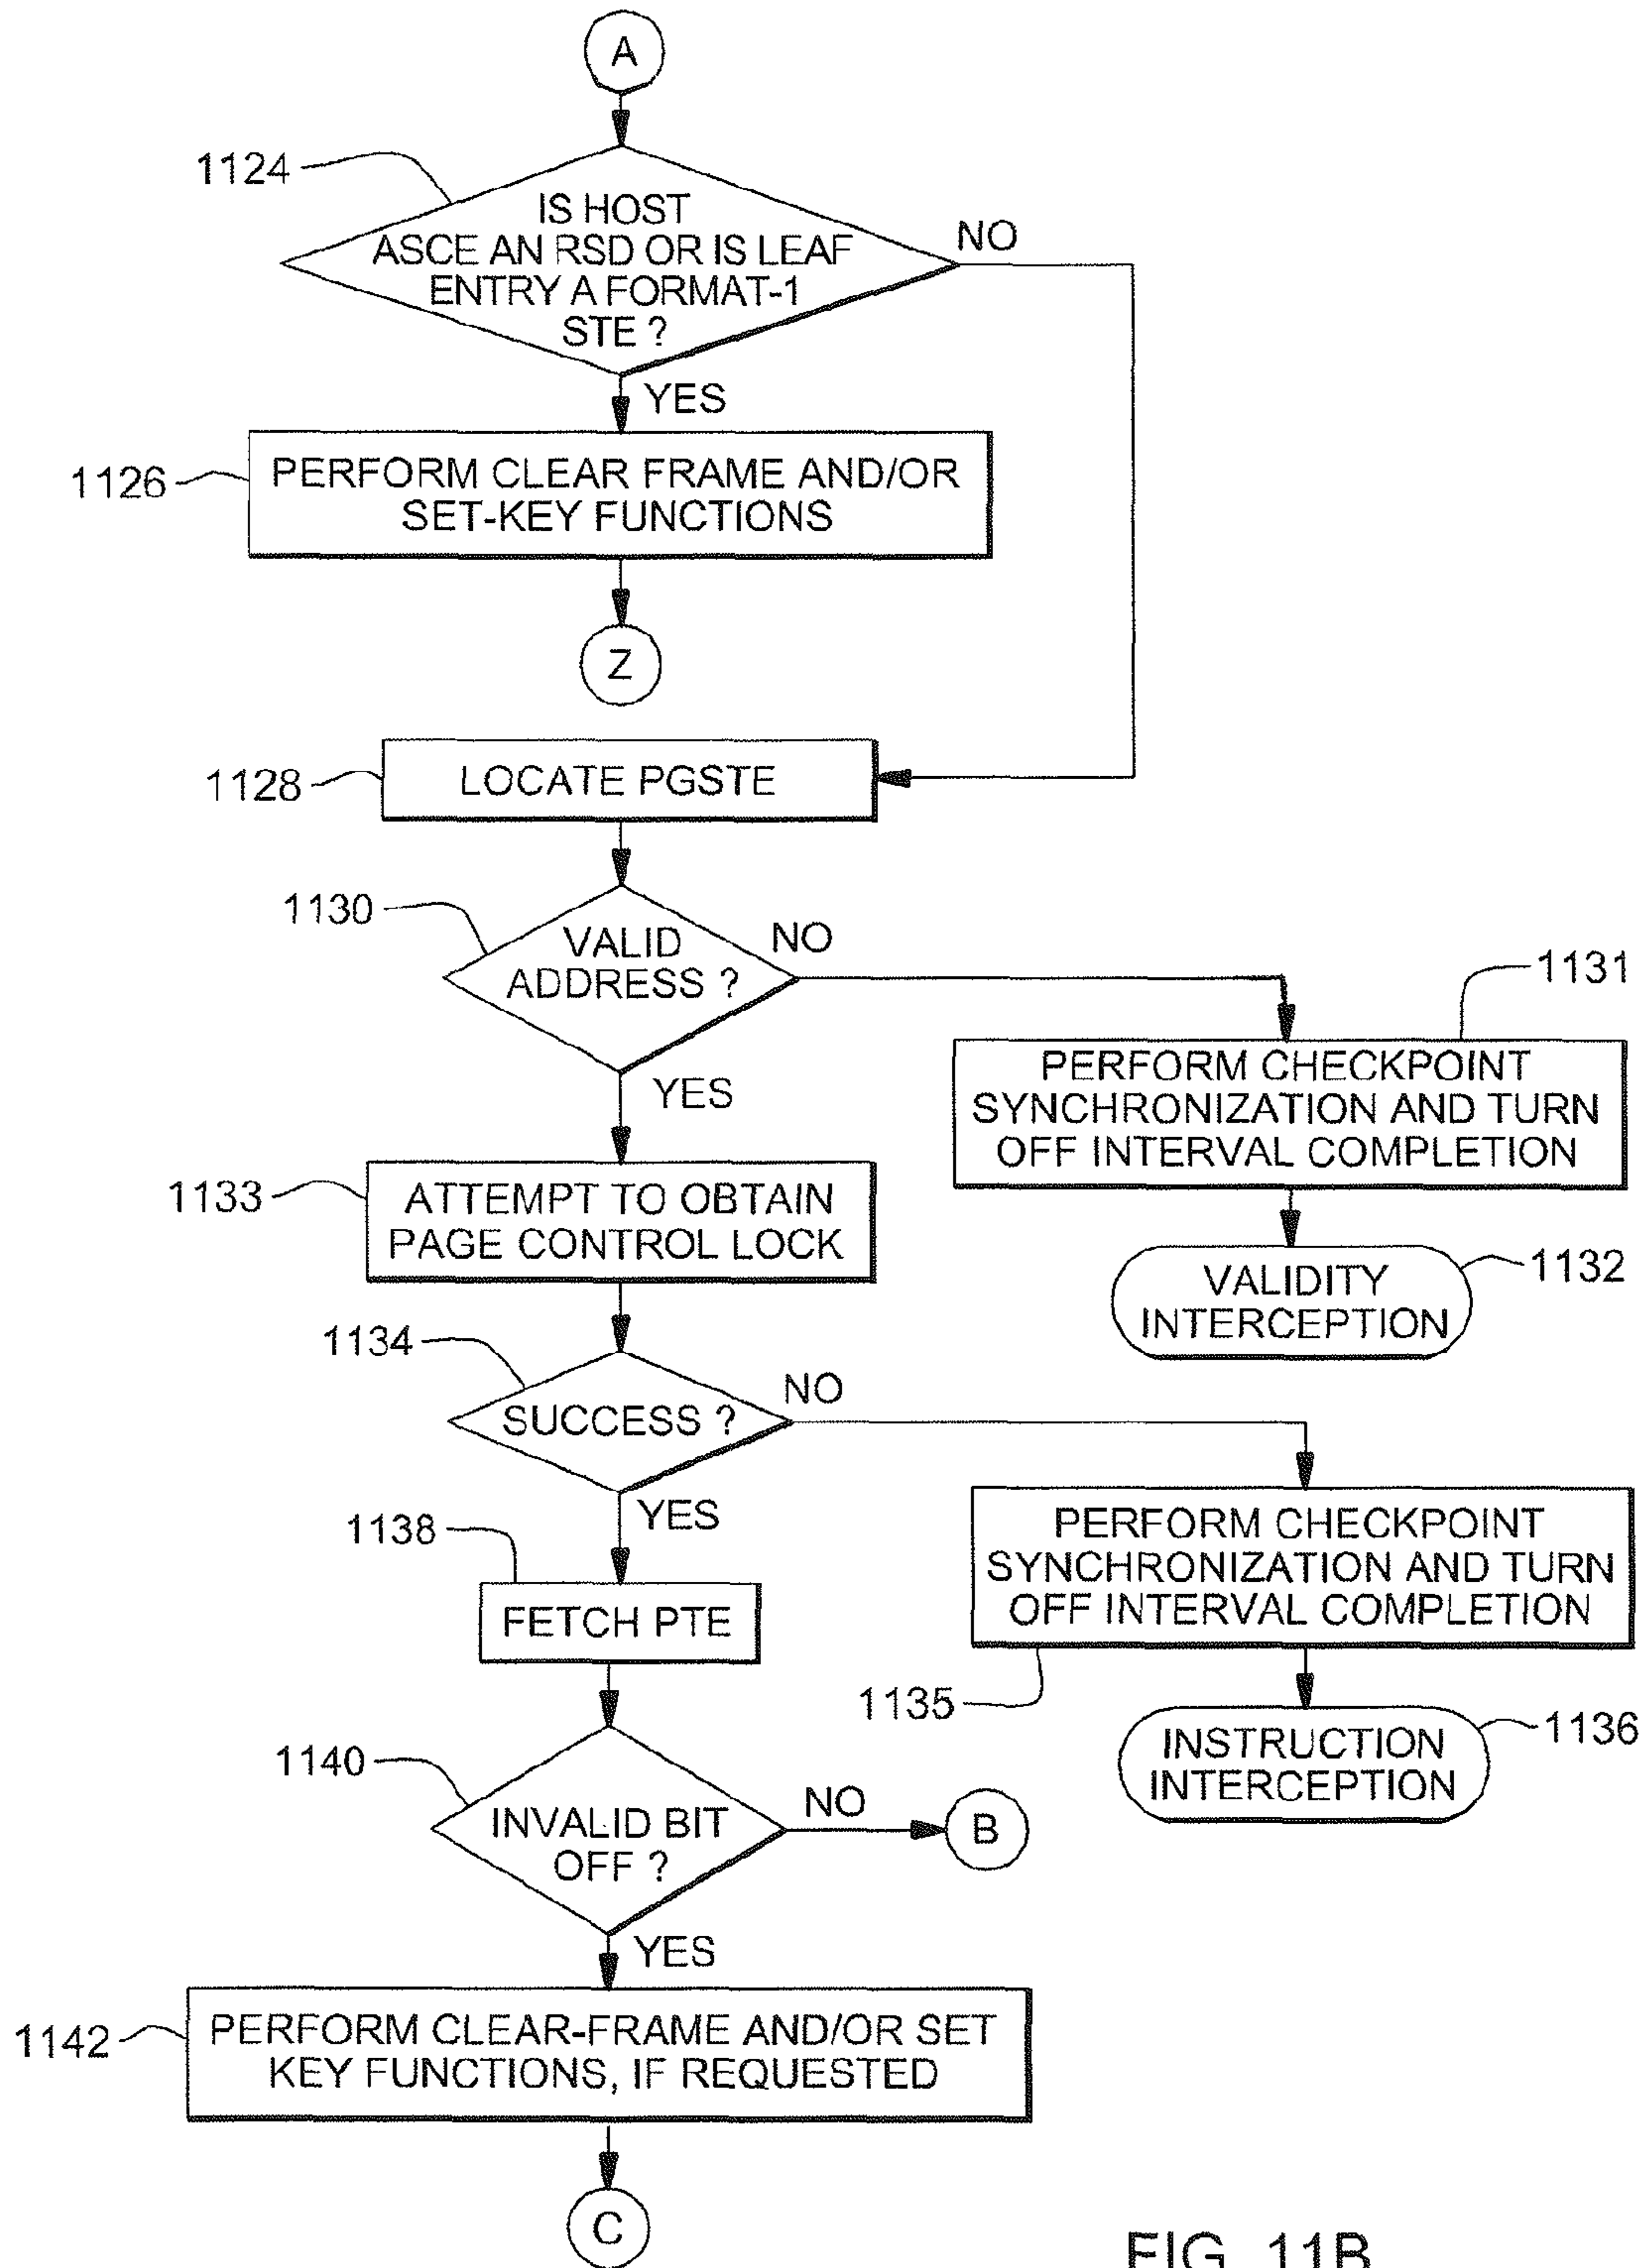 A
1124
IS HOST
ASCE AN RSD OR IS LEAF
ENTRY A FORMAT-1
STE ?
NO
YES
1126
PERFORM CLEAR FRAME AND/OR
SET-KEY FUNCTIONS
Z
1128
LOCATE PGSTE
1130
VALID
ADDRESS ?
NO
YES
1131
PERFORM CHECKPOINT
SYNCHRONIZATION AND TURN
OFF INTERVAL COMPLETION
1132
VALIDITY
INTERCEPTION
1133
ATTEMPT TO OBTAIN
PAGE CONTROL LOCK
1134
SUCCESS ?
NO
YES
PERFORM CHECKPOINT
SYNCHRONIZATION AND TURN
OFF INTERVAL COMPLETION
1135
1136
INSTRUCTION
INTERCEPTION
1138
FETCH PTE
1140
INVALID BIT
OFF ?
NO
B
YES
1142
PERFORM CLEAR-FRAME AND/OR SET
KEY FUNCTIONS, IF REQUESTED
C
FIG. 11B